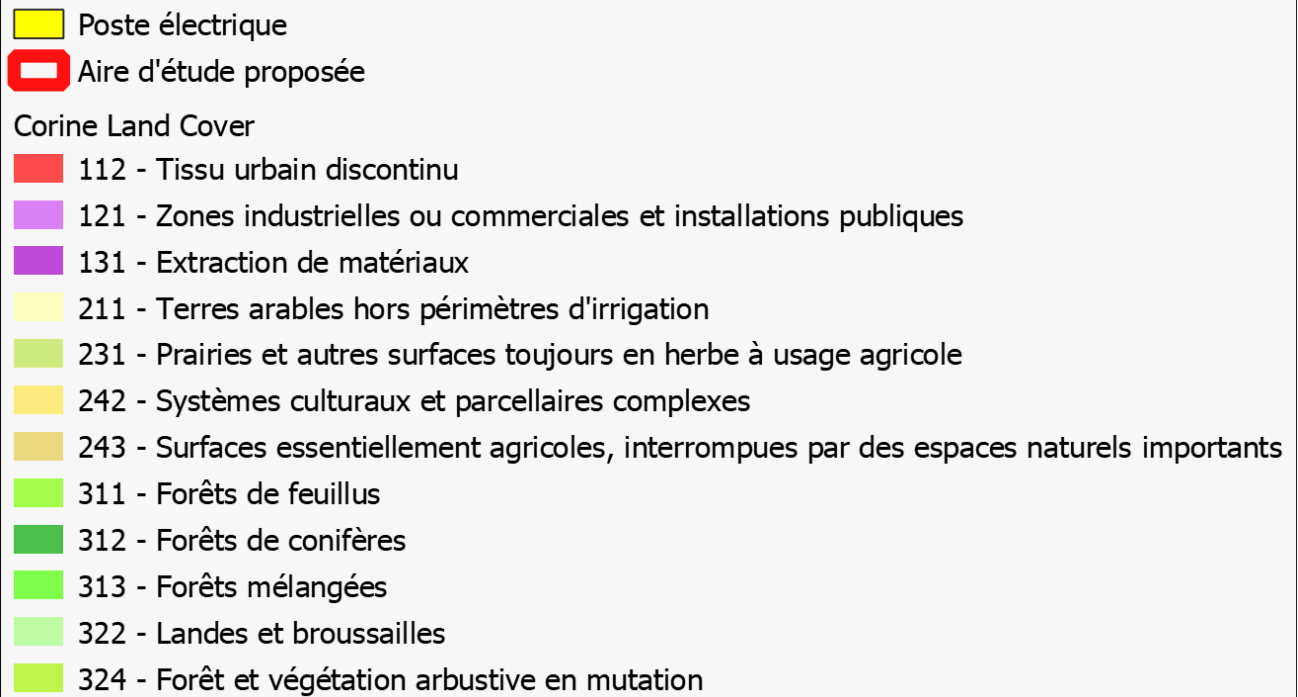 Poste électrique
Aire d'étude proposée
Corine Land Cover
112 - Tissu urbain discontinu
121 - Zones industrielles ou commerciales et installations publiques
131 - Extraction de matériaux
211 - Terres arables hors périmètres d'irrigation
231 - Prairies et autres surfaces toujours en herbe à usage agricole
242 - Systèmes culturaux et parcellaires complexes
243 - Surfaces essentiellement agricoles, interrompues par des espaces naturels importants
311 - Forêts de feuillus
312 - Forêts de conifères
313 - Forêts mélangées
322 - Landes et broussailles
324 - Forêt et végétation arbustive en mutation